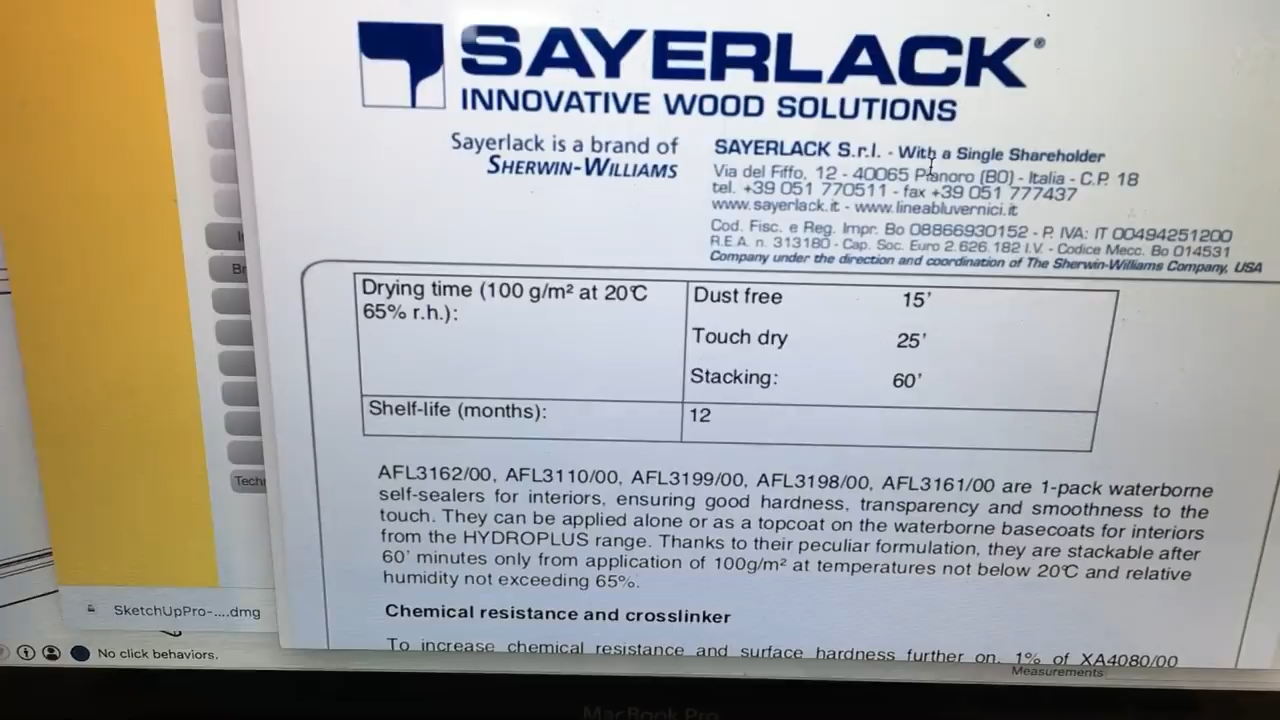 SAYERLACK®
INNOVATIVE WOOD SOLUTIONS
Sayerlack is a brand of
SHERWIN-WILLIAMS
SAYERLACK S.r.l. - With a Single Shareholder
Via del Fiffo, 12 - 40065 Pianoro (BO) - Italia - C.P. 18
tel. +39 051 770511 - fax +39 051 777437
www.sayerlack.it - www.lineabluvernici.it
Cod. Fisc. e Reg. Impr. Bo 08866930152 - P. IVA: IT 00494251200
R.E.A. n. 313180 - Cap. Soc. Euro 2.626.182 I.V. - Codice Mecc. Bo 014531
Company under the direction and coordination of The Sherwin-Williams Company, USA
Drying time (100 g/m² at 20°C
65% r.h.):
Dust free 15'
Touch dry 25'
Stacking: 60'
Shelf-life (months):
12
AFL3162/00, AFL3110/00, AFL3199/00, AFL3198/00, AFL3161/00 are 1-pack waterborne
self-sealers for interiors, ensuring good hardness, transparency and smoothness to the
touch. They can be applied alone or as a topcoat on the waterborne basecoats for interiors
from the HYDROPLUS range. Thanks to their peculiar formulation, they are stackable after
60' minutes only from application of 100g/m² at temperatures not below 20°C and relative
humidity not exceeding 65%.
Chemical resistance and crosslinker
To increase chemical resistance and surface hardness further on, 1% of XA4080/00
Br
Techi
SketchUpPro-....dmg
No click behaviors.
Measurements
MacBook Pro